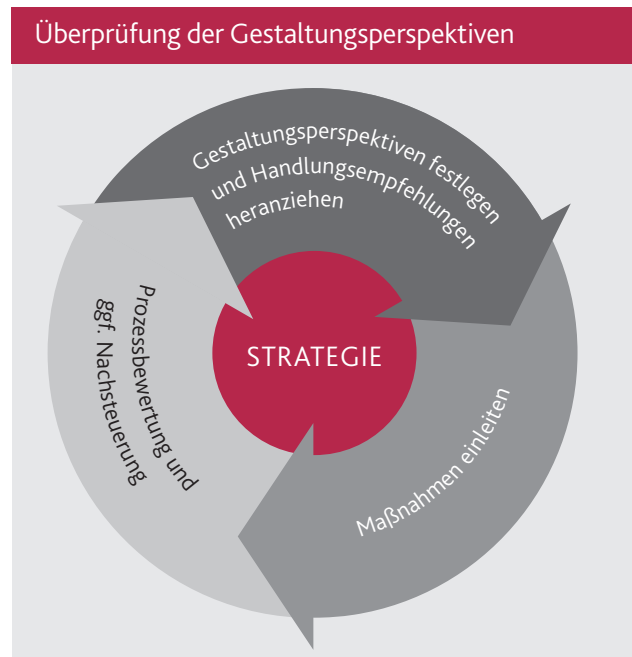 Überprüfung der Gestaltungsperspektiven
Gestaltungsperspektiven festlegen
und Handlungsempfehlungen
heranziehen
STRATEGIE
Maßnahmen einleiten
Prozessbewertung und
ggf. Nachsteuerung